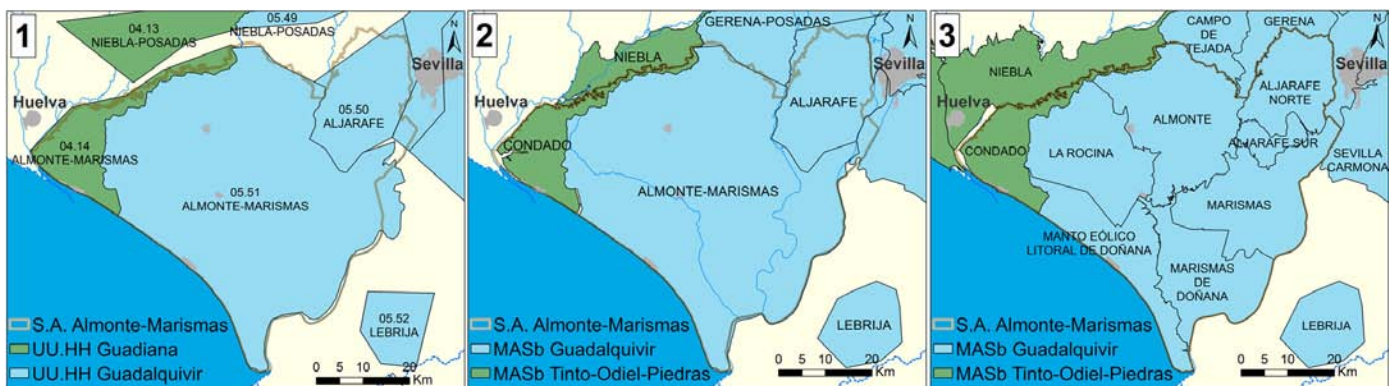 1
05.49
NIEBLA-POSADAS
04.13
NIEBLA-POSADAS
N
Sevilla
Huelva
05.50
ALJARAFE
04.14
ALMONTE-MARISMAS
05.51
ALMONTE-MARISMAS
05.52
LEBRIJA
S.A. Almonte-Marismas
UU.HH Guadiana
UU.HH Guadalquivir
0 10 20
Km
2
GERENA-POSADAS
N
NIEBLA
Sevilla
Huelva
ALJARAFE
CONDADO
ALMONTE-MARISMAS
LEBRIJA
S.A. Almonte-Marismas
MASb Guadalquivir
MASb Tinto-Odiel-Piedras
0 10 20
Km
3
CAMPO
DE
TEJADA
GERENA
N
NIEBLA
Sevilla
Huelva
ALJARAFE
NORTE
ALMONTE
CONDADO
LA ROCINA
ALJARAFE SUR
SEVILLA
CARMONA
MARISMAS
MANTO EÓLICO
LITORAL DE DOÑANA
MARISMAS
DE
DOÑANA
LEBRIJA
S.A. Almonte-Marismas
MASb Guadalquivir
MASb Tinto-Odiel-Piedras
0 10 20
Km